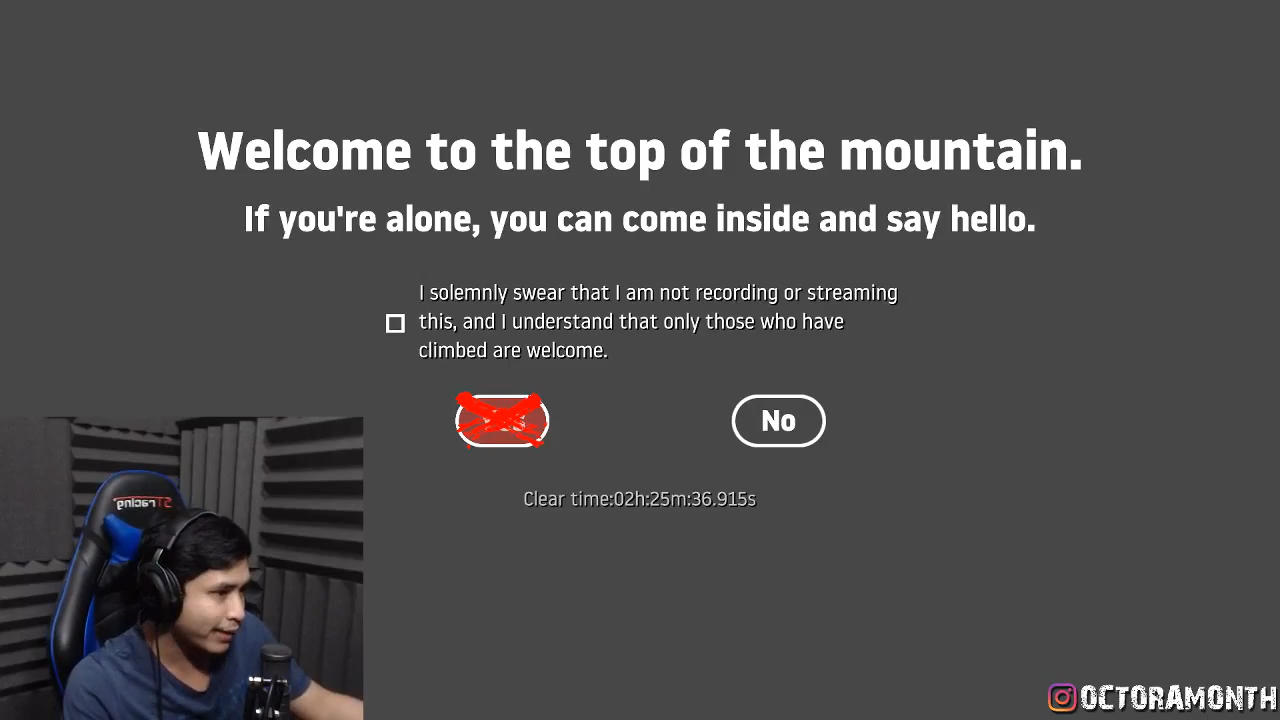 Welcome to the top of the mountain.
If you're alone, you can come inside and say hello.
I solemnly swear that I am not recording or streaming
this, and I understand that only those who have
climbed are welcome.
No
Clear time:02h:25m:36.915s
STracing
OCTORAMONTH